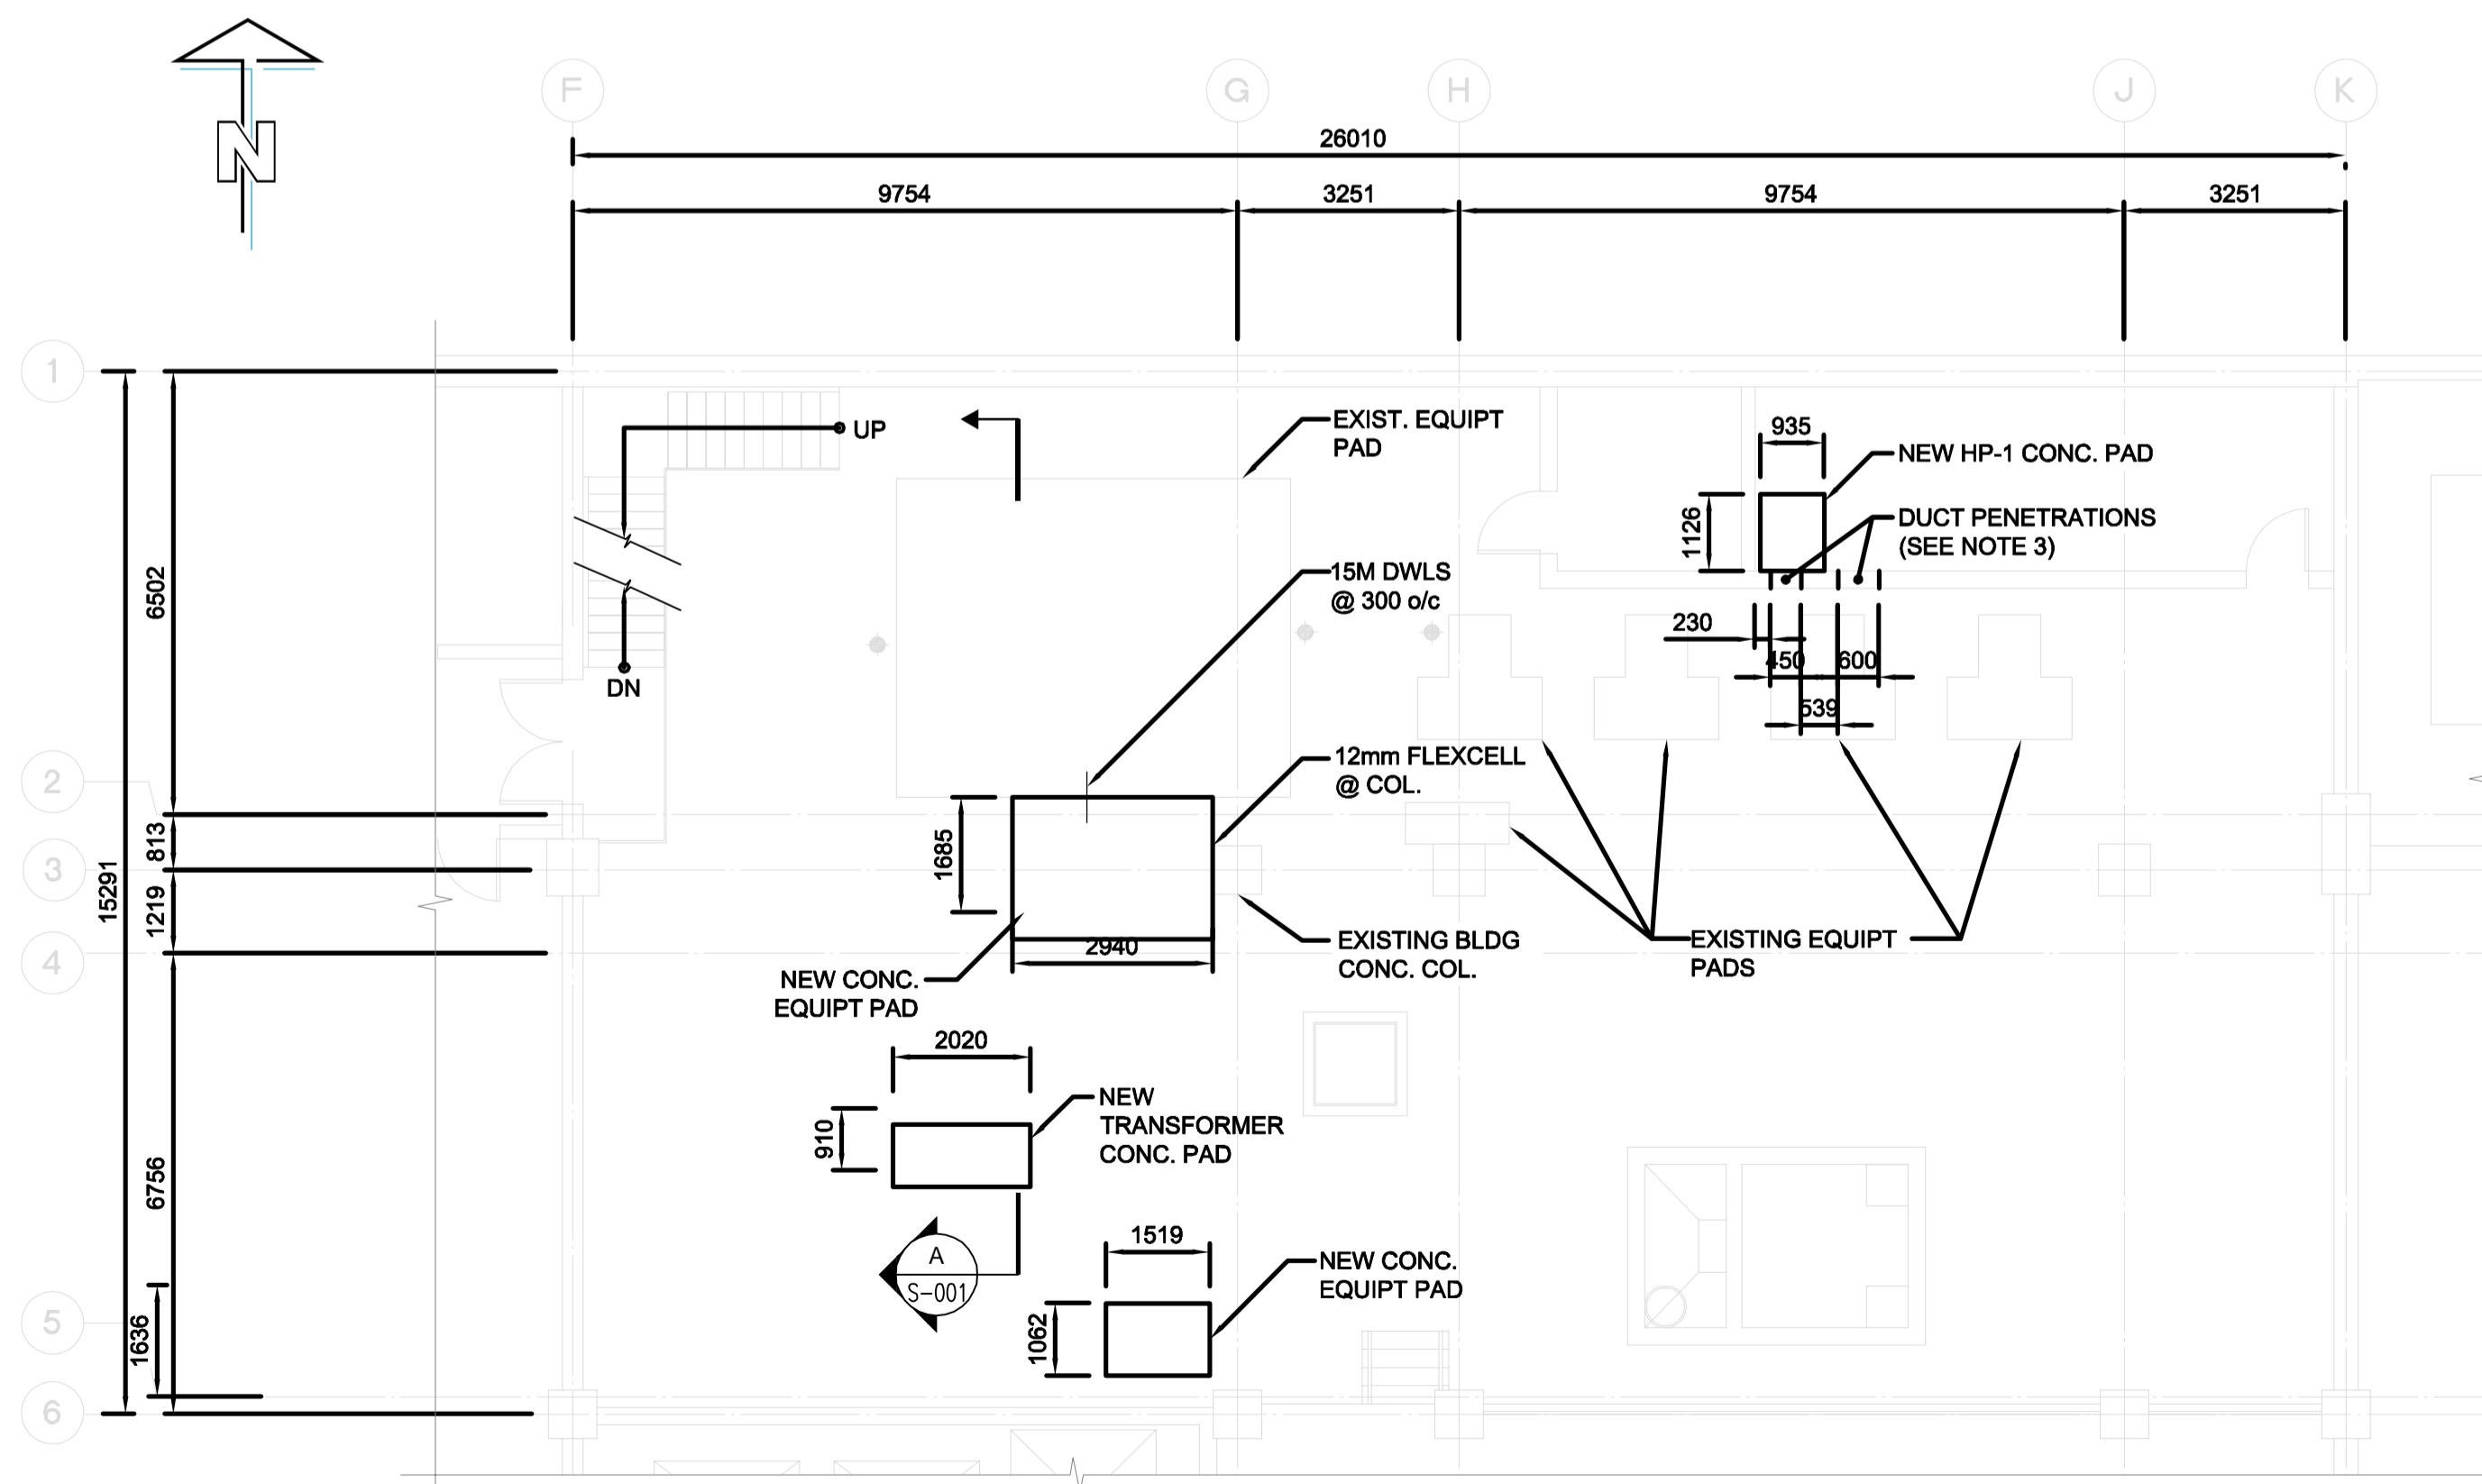 N
F
G
H
J
K
26010
9754
3251
9754
3251
1
2
3
4
5
6
15291
6502
813
1219
6756
1636
UP
DN
EXIST. EQUIPT
PAD
935
NEW HP-1 CONC. PAD
1126
DUCT PENETRATIONS
(SEE NOTE 3)
15M DWLS
@ 300 o/c
230
450
600
539
12mm FLEXCELL
@ COL.
1685
2940
EXISTING BLDG
CONC. COL.
EXISTING EQUIPT
PADS
NEW CONC.
EQUIPT PAD
2020
910
NEW
TRANSFORMER
CONC. PAD
A
S-001
1519
1062
NEW CONC.
EQUIPT PAD